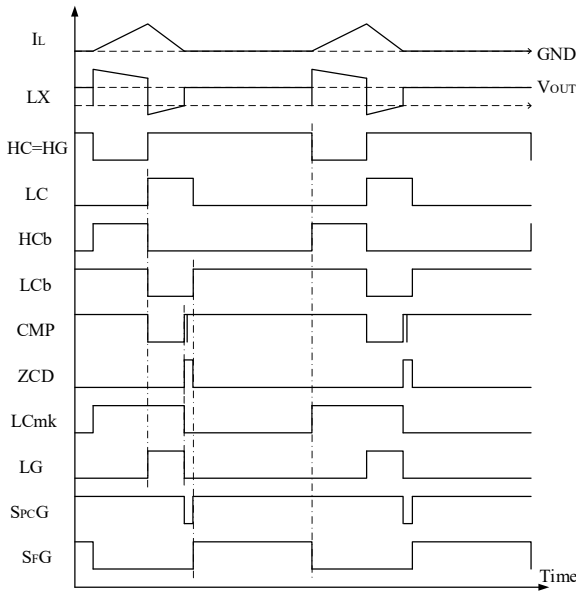 IL
GND
LX
VOUT
HC=HG
LC
HCb
LCb
CMP
ZCD
LCmk
LG
SPCG
SFG
Time